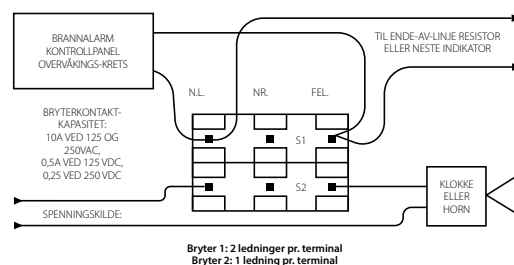 BRANNALARM
KONTROLLPANEL
OVERVÅKINGS-KRETS
TIL ENDE-AV-LINJE RESISTOR
ELLER NESTE INDIKATOR
N.L.
NR.
FEL.
BRYTERKONTAKT-
KAPASITET:
10A VED 125 OG
250VAC,
0,5A VED 125 VDC,
0,25 VED 250 VDC
S1
S2
KLOKKE
ELLER
HORN
SPENNINGSKILDE:
Bryter 1: 2 ledninger pr. terminal
Bryter 2: 1 ledning pr. terminal